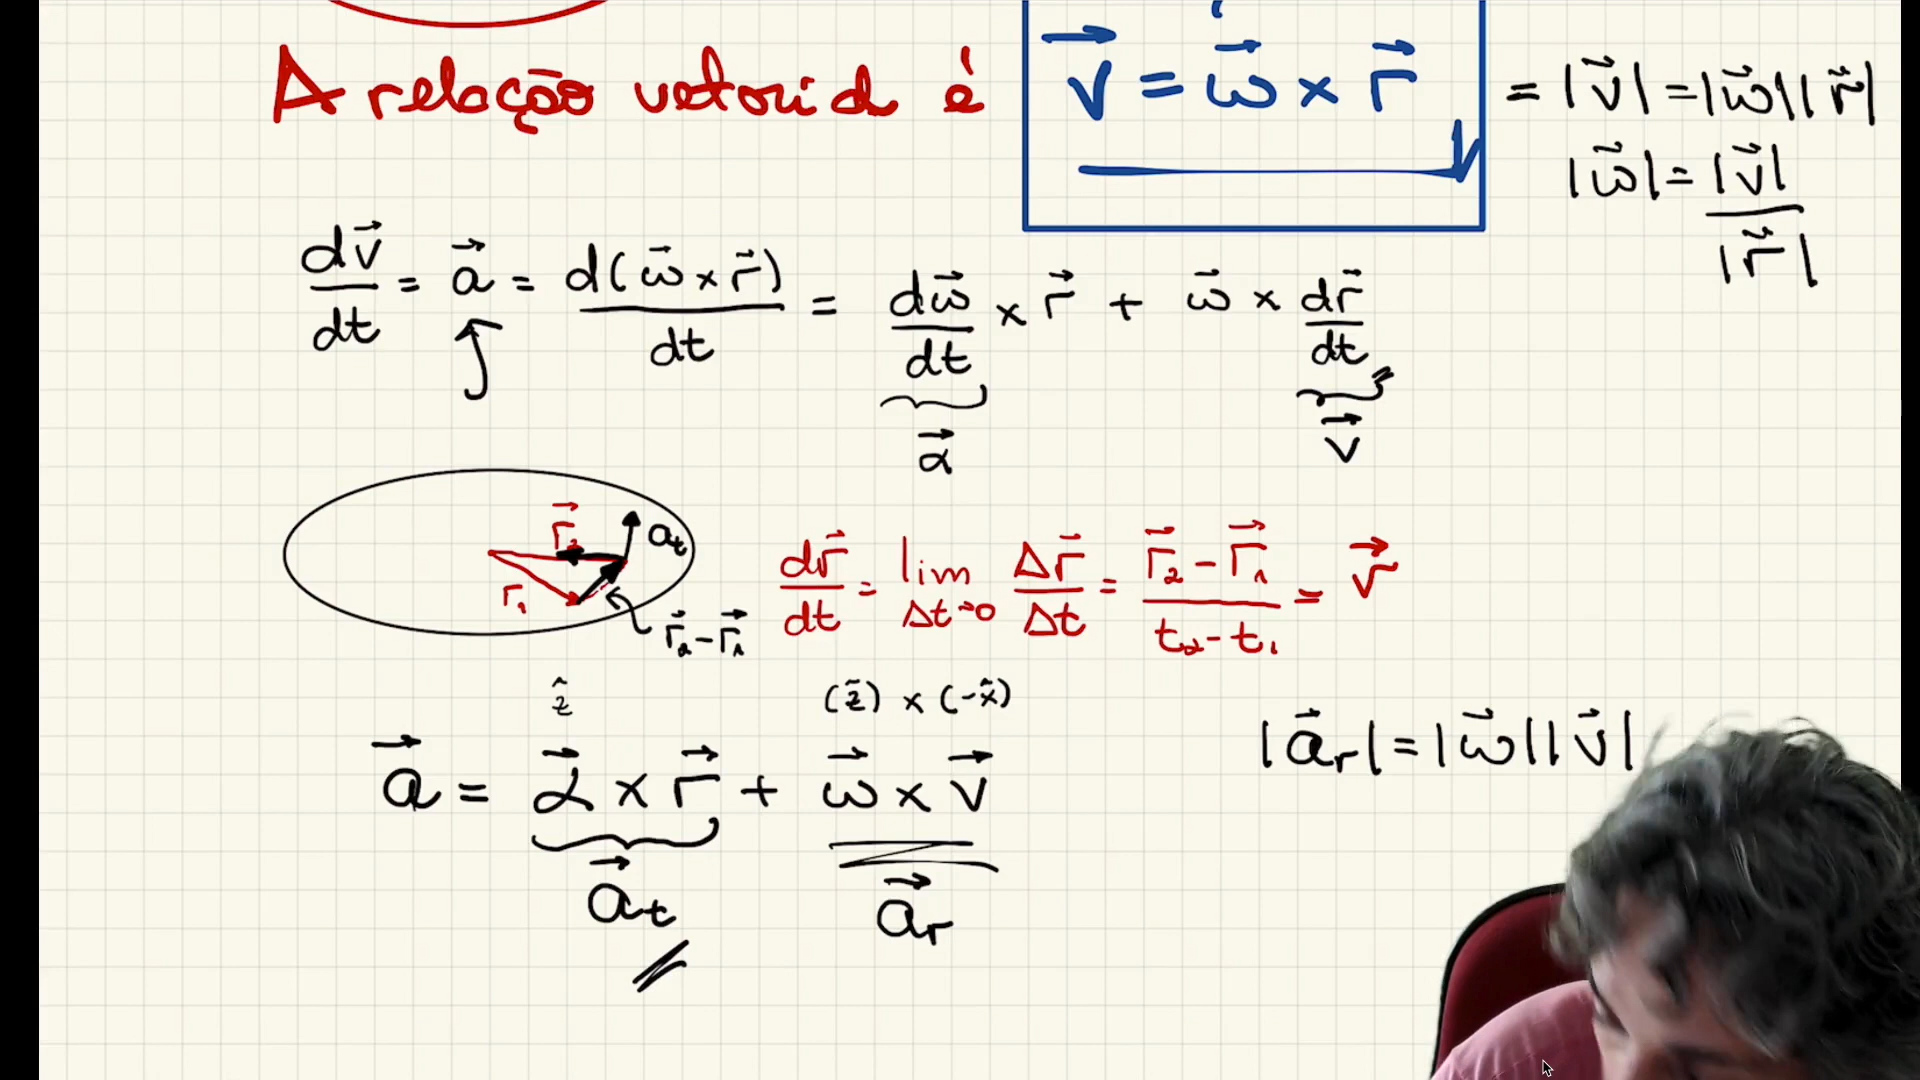 A relação vetorial é v⃗ = ω⃗ × r⃗ = |v⃗| = |ω⃗||r⃗|
|ω⃗| = |v⃗| / |r⃗|
dv⃗/dt = a⃗ = d(ω⃗ × r⃗)/dt = dω⃗/dt × r⃗ + ω⃗ × dr⃗/dt
α⃗ v⃗
r⃗₂ aₜ
r₁
r⃗₂ - r⃗₁
dr⃗/dt = lim Δt→0 Δr⃗/Δt = r⃗₂ - r⃗₁ / t₂ - t₁ = v⃗
ẑ (ẑ) × (-x̂)
|a⃗ᵣ| = |ω⃗||v⃗|
a⃗ = α⃗ × r⃗ + ω⃗ × v⃗
a⃗ₜ a⃗ᵣ